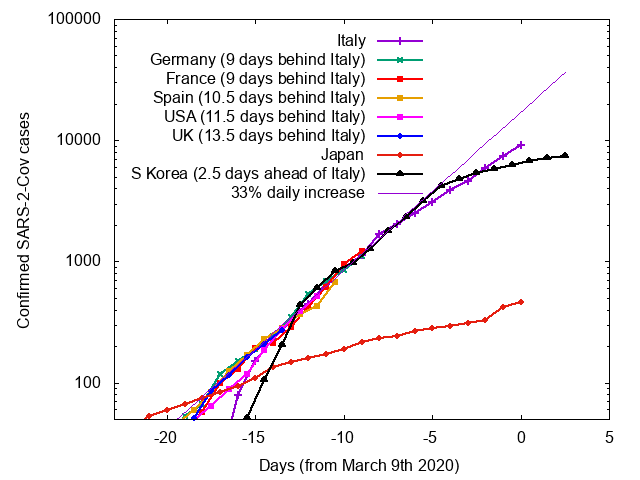 100000
10000
1000
100
Confirmed SARS-2-Cov cases
Italy
Germany (9 days behind Italy)
France (9 days behind Italy)
Spain (10.5 days behind Italy)
USA (11.5 days behind Italy)
UK (13.5 days behind Italy)
Japan
S Korea (2.5 days ahead of Italy)
33% daily increase
-20 -15 -10 -5 0 5
Days (from March 9th 2020)